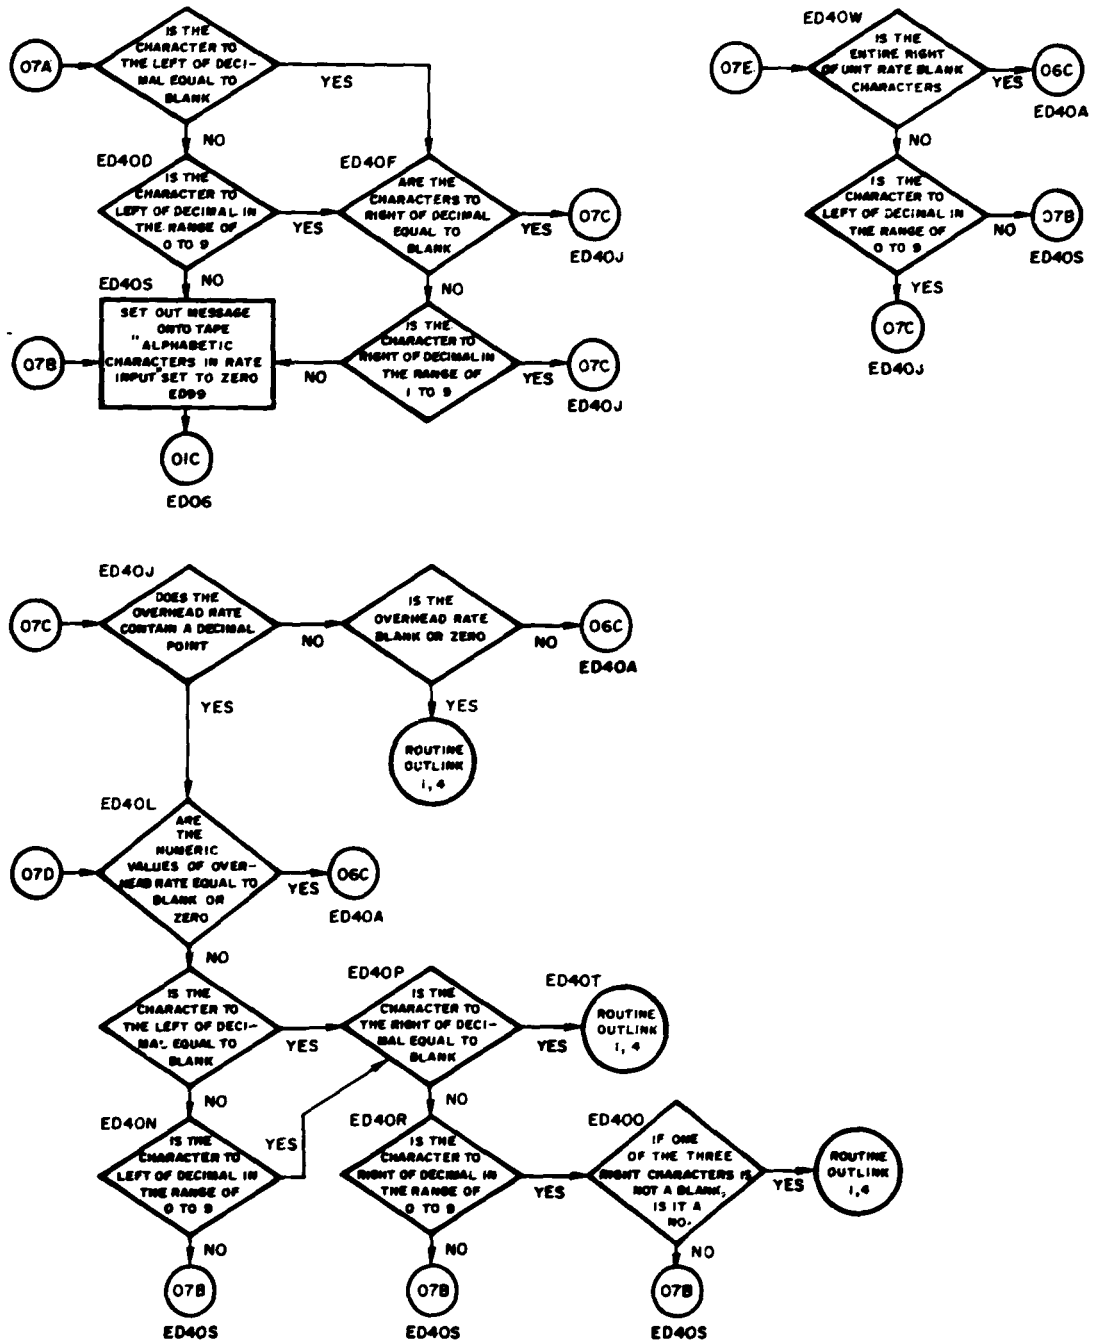 07A
IS THE
CHARACTER TO
THE LEFT OF DECI-
MAL EQUAL TO
BLANK
YES
NO
ED40D
IS THE
CHARACTER TO
LEFT OF DECIMAL IN
THE RANGE OF
0 TO 9
YES
NO
ED40F
ARE THE
CHARACTERS TO
RIGHT OF DECIMAL
EQUAL TO
BLANK
YES
07C
ED40J
NO
ED40S
SET OUT MESSAGE
ONTO TAPE
"ALPHABETIC
CHARACTERS IN RATE
INPUT" SET TO ZERO
ED99
07B
NO
IS THE
CHARACTER TO
RIGHT OF DECIMAL IN
THE RANGE OF
1 TO 9
YES
07C
ED40J
01C
ED06
ED40W
07E
IS THE
ENTIRE RIGHT
OF UNIT RATE BLANK
CHARACTERS
YES
06C
ED40A
NO
IS THE
CHARACTER TO
LEFT OF DECIMAL IN
THE RANGE OF
0 TO 9
NO
07B
ED40S
YES
07C
ED40J
ED40J
07C
DOES THE
OVERHEAD RATE
CONTAIN A DECIMAL
POINT
NO
IS THE
OVERHEAD RATE
BLANK OR ZERO
NO
06C
ED40A
YES
YES
ROUTINE
OUTLINK
1, 4
ED40L
07D
ARE
THE
NUMERIC
VALUES OF OVER-
HEAD RATE EQUAL TO
BLANK OR
ZERO
YES
06C
ED40A
NO
IS THE
CHARACTER TO
THE LEFT OF DECI-
MAL EQUAL TO
BLANK
YES
ED40P
IS THE
CHARACTER TO
THE RIGHT OF DECI-
MAL EQUAL TO
BLANK
YES
ED40T
ROUTINE
OUTLINK
1, 4
NO
NO
ED40N
IS THE
CHARACTER TO
LEFT OF DECIMAL IN
THE RANGE OF
0 TO 9
YES
ED40R
IS THE
CHARACTER TO
RIGHT OF DECIMAL IN
THE RANGE OF
0 TO 9
YES
ED40O
IF ONE
OF THE THREE
RIGHT CHARACTERS IS
NOT A BLANK,
IS IT A
NO.
YES
ROUTINE
OUTLINK
1,4
NO
07B
ED40S
NO
07B
ED40S
NO
07B
ED40S